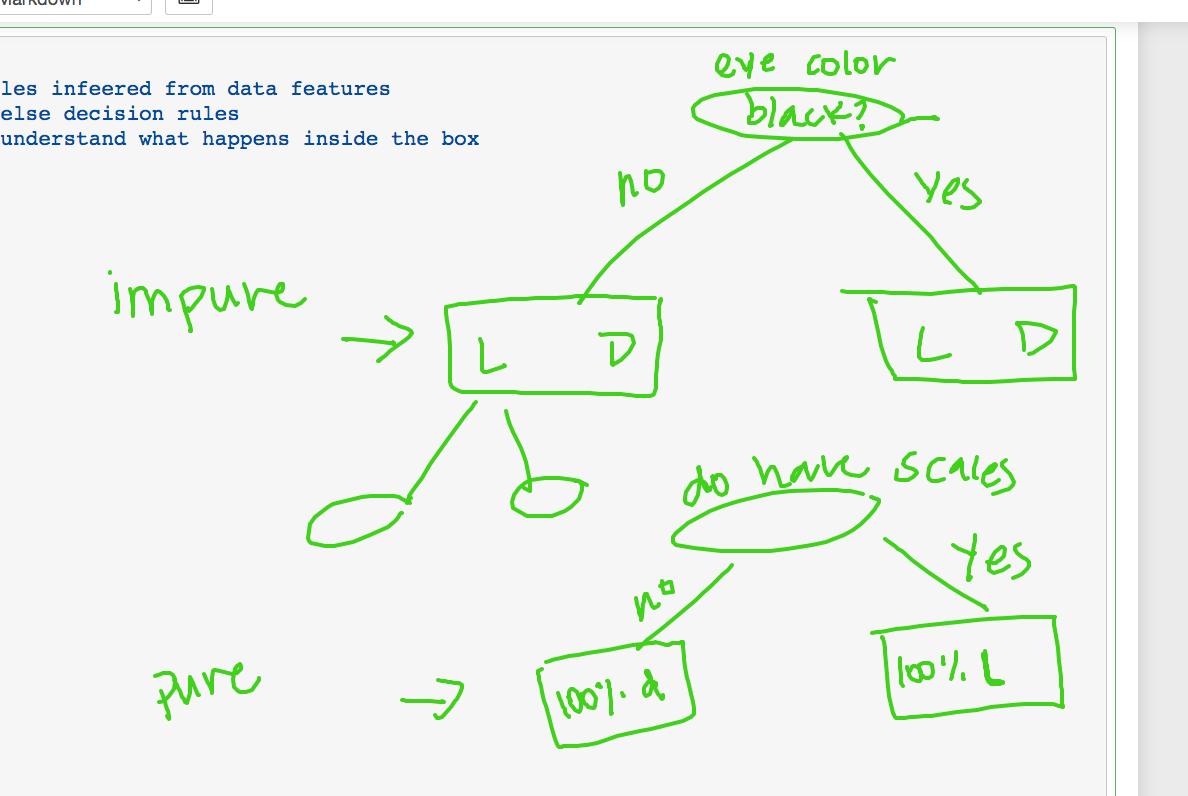 Markdown
les infeered from data features
else decision rules
understand what happens inside the box
eye color
black?
no
yes
impure
L D
L D
do have scales
no
Yes
pure
100% d
100% L